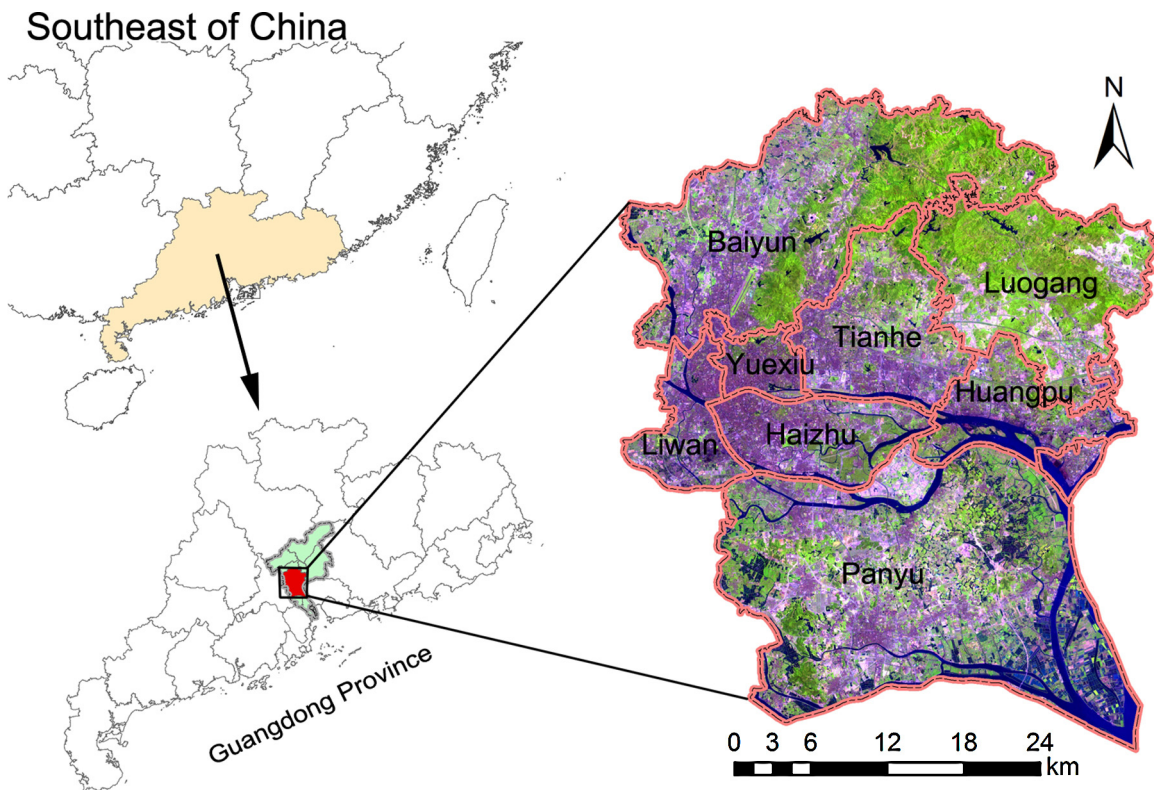 Southeast of China
N
Baiyun
Luogang
Tianhe
Yuexiu
Huangpu
Haizhu
Liwan
Panyu
Guangdong Province
0 3 6 12 18 24
km